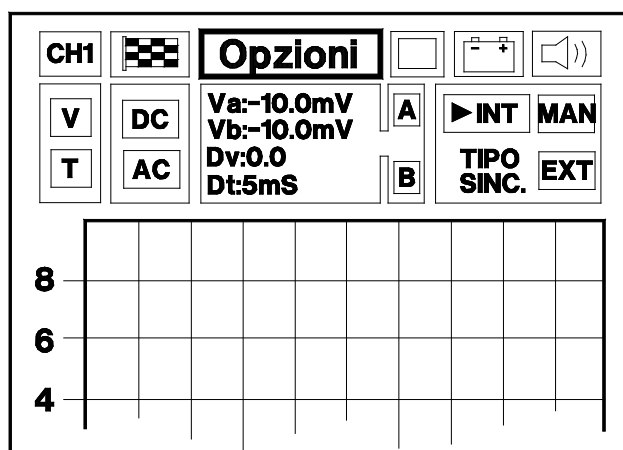 CH1
Opzioni
- +
V
T
DC
AC
Va:-10.0mV
Vb:-10.0mV
Dv:0.0
Dt:5mS
A
B
►INT
MAN
TIPO
SINC.
EXT
8
6
4